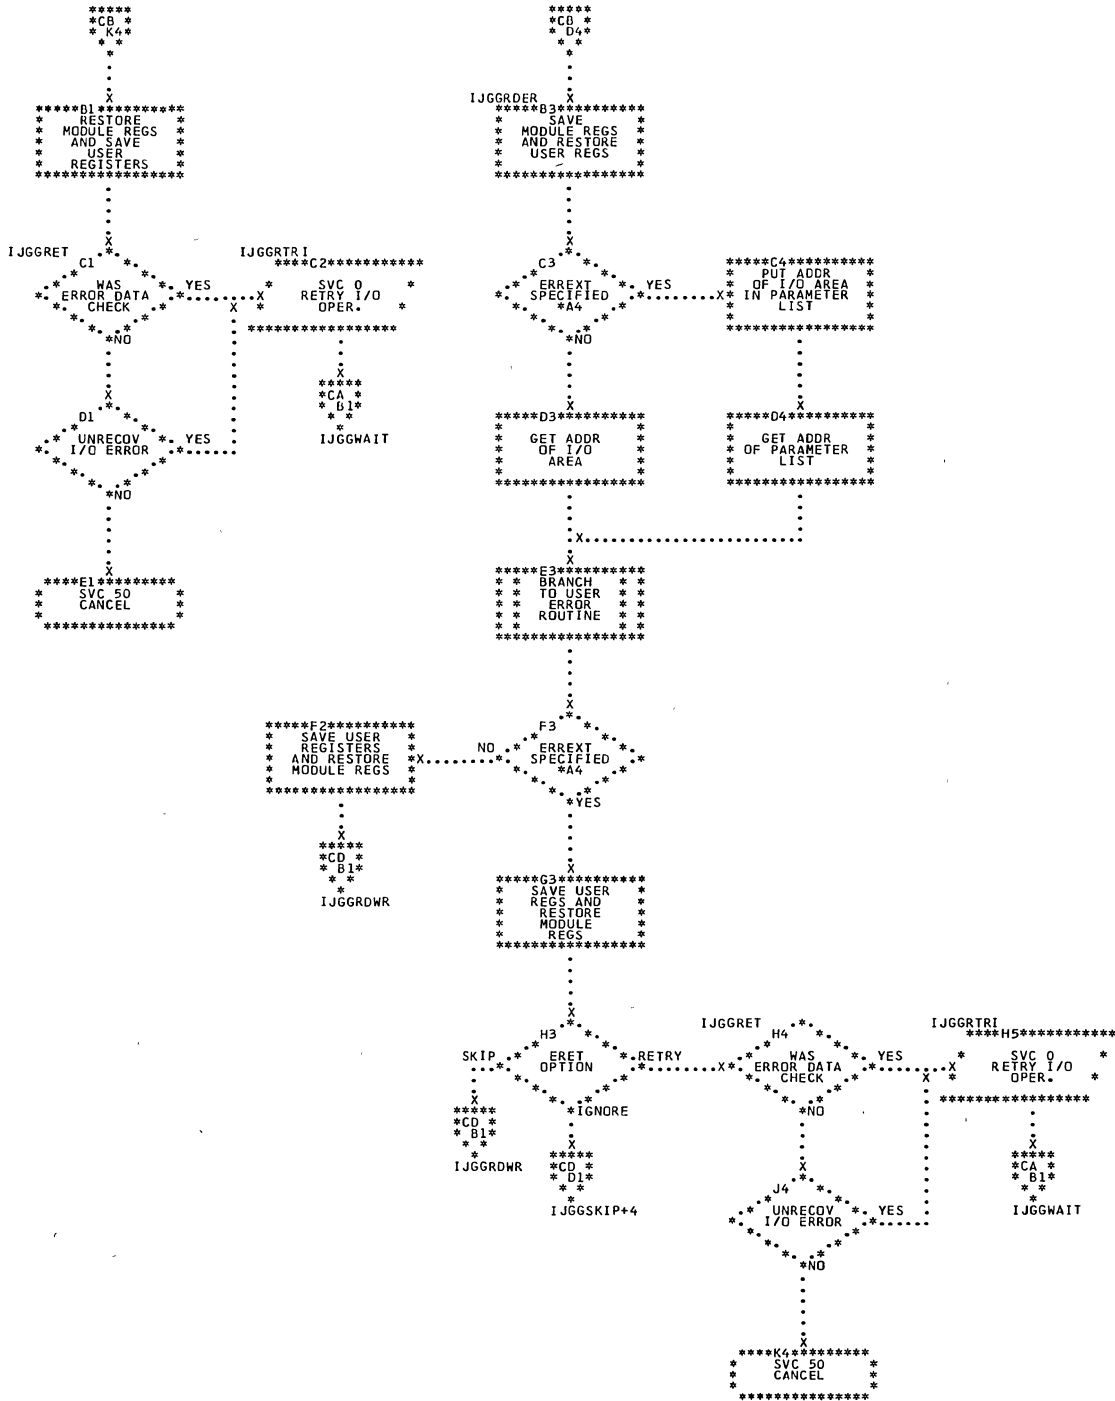 CB
K4
CB
D4
B1
RESTORE
MODULE REGS
AND SAVE
USER
REGISTERS
IJGGRDER
B3
SAVE
MODULE REGS
AND RESTORE
USER REGS
IJGGRET
C1
WAS
ERROR DATA
CHECK
YES
NO
IJGGRTRI
C2
SVC 0
RETRY I/O
OPER.
C3
ERREXT
SPECIFIED
*A4
YES
NO
C4
PUT ADDR
OF I/O AREA
IN PARAMETER
LIST
CA
B1
IJGGWAIT
D1
UNRECOV
I/O ERROR
YES
NO
D3
GET ADDR
OF I/O
AREA
D4
GET ADDR
OF PARAMETER
LIST
E1
SVC 50
CANCEL
E3
BRANCH
TO USER
ERROR
ROUTINE
F2
SAVE USER
REGISTERS
AND RESTORE
MODULE REGS
NO
F3
ERREXT
SPECIFIED
*A4
YES
CD
B1
IJGGRDWR
G3
SAVE USER
REGS AND
RESTORE
MODULE
REGS
H3
ERET
OPTION
SKIP
RETRY
IGNORE
IJGGRET
H4
WAS
ERROR DATA
CHECK
YES
NO
IJGGRTRI
H5
SVC 0
RETRY I/O
OPER.
CD
B1
IJGGRDWR
CD
D1
IJGGSKIP+4
CA
B1
IJGGWAIT
J4
UNRECOV
I/O ERROR
YES
NO
K4
SVC 50
CANCEL